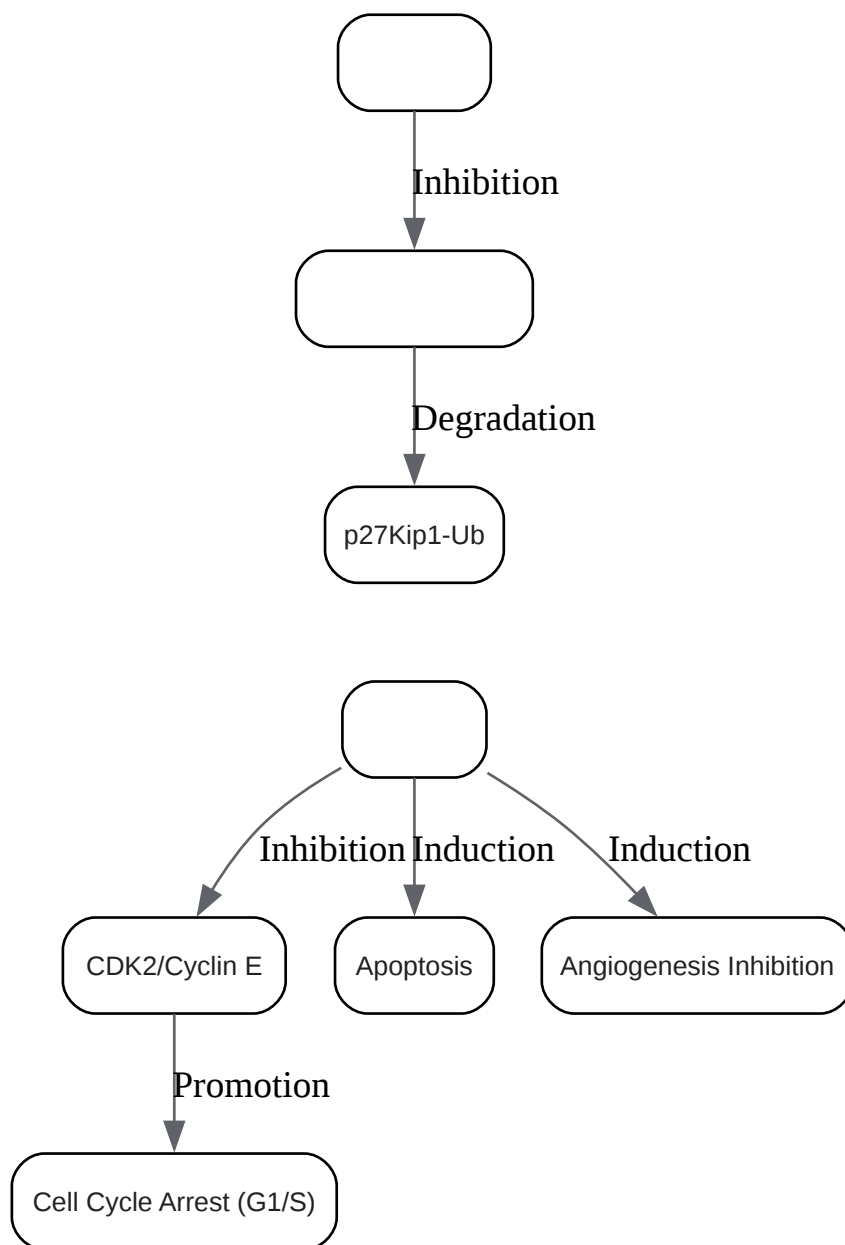 Inhibition
Degradation
p27Kip1-Ub
Inhibition
Induction
Induction
CDK2/Cyclin E
Apoptosis
Angiogenesis Inhibition
Promotion
Cell Cycle Arrest (G1/S)